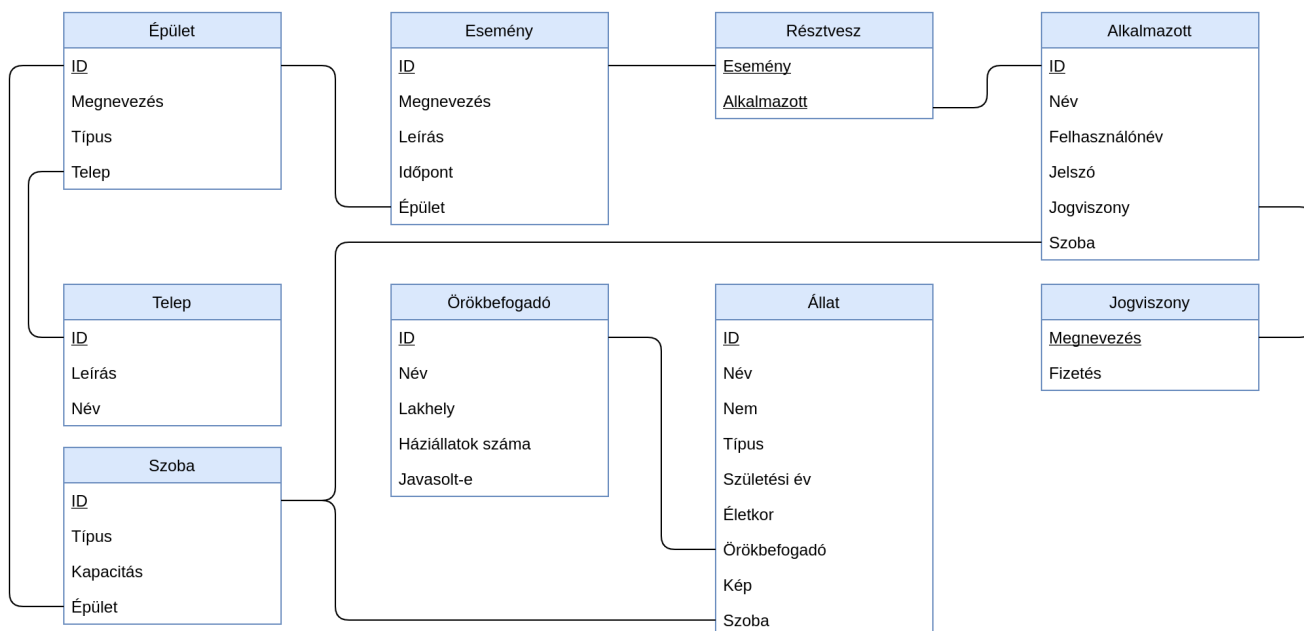 Épület
ID
Megnevezés
Típus
Telep
Esemény
ID
Megnevezés
Leírás
Időpont
Épület
Résztvesz
Esemény
Alkalmazott
Alkalmazott
ID
Név
Felhasználónév
Jelszó
Jogviszony
Szoba
Telep
ID
Leírás
Név
Örökbefogadó
ID
Név
Lakhely
Háziállatok száma
Javasolt-e
Állat
ID
Név
Nem
Típus
Születési év
Életkor
Örökbefogadó
Kép
Szoba
Jogviszony
Megnevezés
Fizetés
Szoba
ID
Típus
Kapacitás
Épület